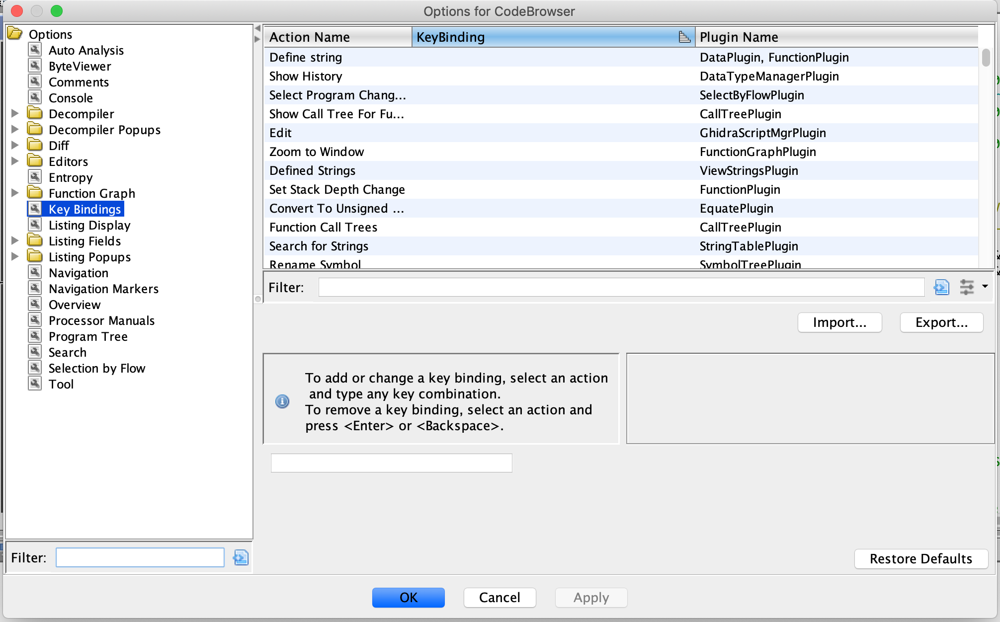 Options for CodeBrowser
Options
Auto Analysis
ByteViewer
Comments
Console
Decompiler
Decompiler Popups
Diff
Editors
Entropy
Function Graph
Key Bindings
Listing Display
Listing Fields
Listing Popups
Navigation
Navigation Markers
Overview
Processor Manuals
Program Tree
Search
Selection by Flow
Tool
Filter:
Action Name KeyBinding Plugin Name
Define string DataPlugin, FunctionPlugin
Show History DataTypeManagerPlugin
Select Program Chang... SelectByFlowPlugin
Show Call Tree For Fu... CallTreePlugin
Edit GhidraScriptMgrPlugin
Zoom to Window FunctionGraphPlugin
Defined Strings ViewStringsPlugin
Set Stack Depth Change FunctionPlugin
Convert To Unsigned ... EquatePlugin
Function Call Trees CallTreePlugin
Search for Strings StringTablePlugin
Rename Symbol SymbolTreePlugin
Filter:
Import... Export...
To add or change a key binding, select an action
and type any key combination.
To remove a key binding, select an action and
press <Enter> or <Backspace>.
Restore Defaults
OK Cancel Apply